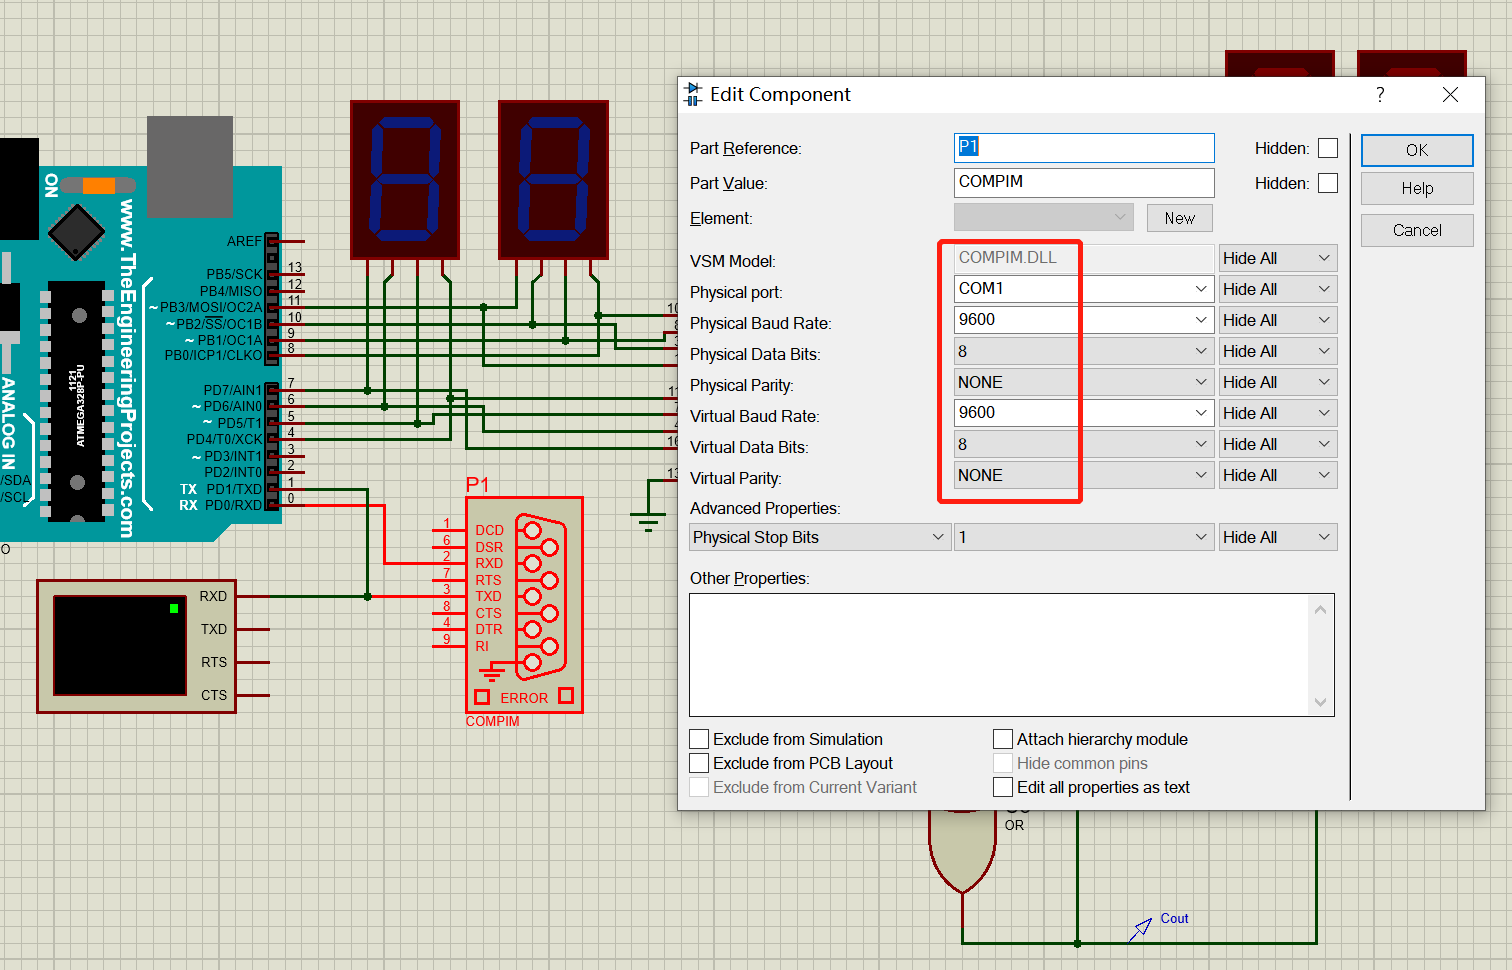 Edit Component
?
Part Reference:
P1
Hidden:
OK
Part Value:
COMPIM
Hidden:
Help
Element:
New
Cancel
VSM Model:
COMPIM.DLL
Hide All
Physical port:
COM1
Hide All
Physical Baud Rate:
9600
Hide All
Physical Data Bits:
8
Hide All
Physical Parity:
NONE
Hide All
Virtual Baud Rate:
9600
Hide All
Virtual Data Bits:
8
Hide All
Virtual Parity:
NONE
Hide All
Advanced Properties:
Physical Stop Bits
1
Hide All
Other Properties:
Exclude from Simulation
Attach hierarchy module
Exclude from PCB Layout
Hide common pins
Exclude from Current Variant
Edit all properties as text
ON
www.TheEngineeringProjects.com
1121
ATMEGA328P-PU
ANALOG IN
/SDA
/SCL
AREF
PB5/SCK
13
PB4/MISO
12
~PB3/MOSI/OC2A
11
~PB2/SS/OC1B
10
~PB1/OC1A
9
PB0/ICP1/CLKO
8
PD7/AIN1
7
~PD6/AIN0
6
~PD5/T1
5
PD4/T0/XCK
4
~PD3/INT1
3
PD2/INT0
2
TX PD1/TXD
1
RX PD0/RXD
0
RXD
TXD
RTS
CTS
P1
1
DCD
6
DSR
2
RXD
7
RTS
3
TXD
8
CTS
4
DTR
9
RI
ERROR
COMPIM
OR
Cout